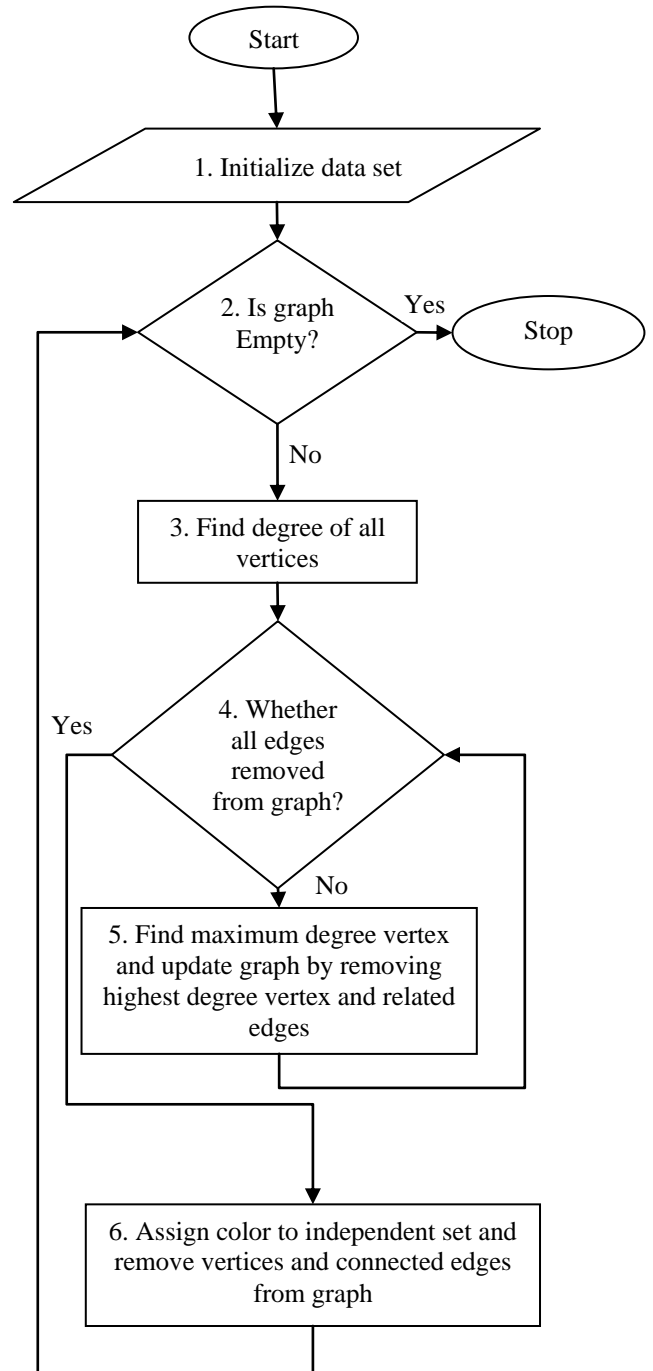 Start
1. Initialize data set
2. Is graph
Empty?
Yes
Stop
No
3. Find degree of all
vertices
Yes
4. Whether
all edges
removed
from graph?
No
5. Find maximum degree vertex
and update graph by removing
highest degree vertex and related
edges
6. Assign color to independent set and
remove vertices and connected edges
from graph